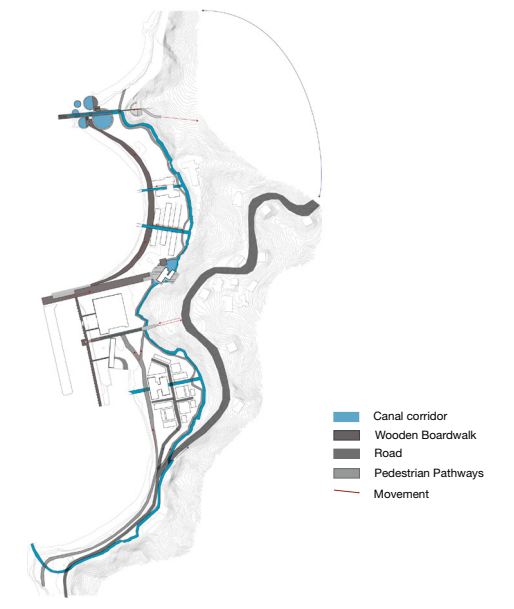 Canal corridor
Wooden Boardwalk
Road
Pedestrian Pathways
Movement